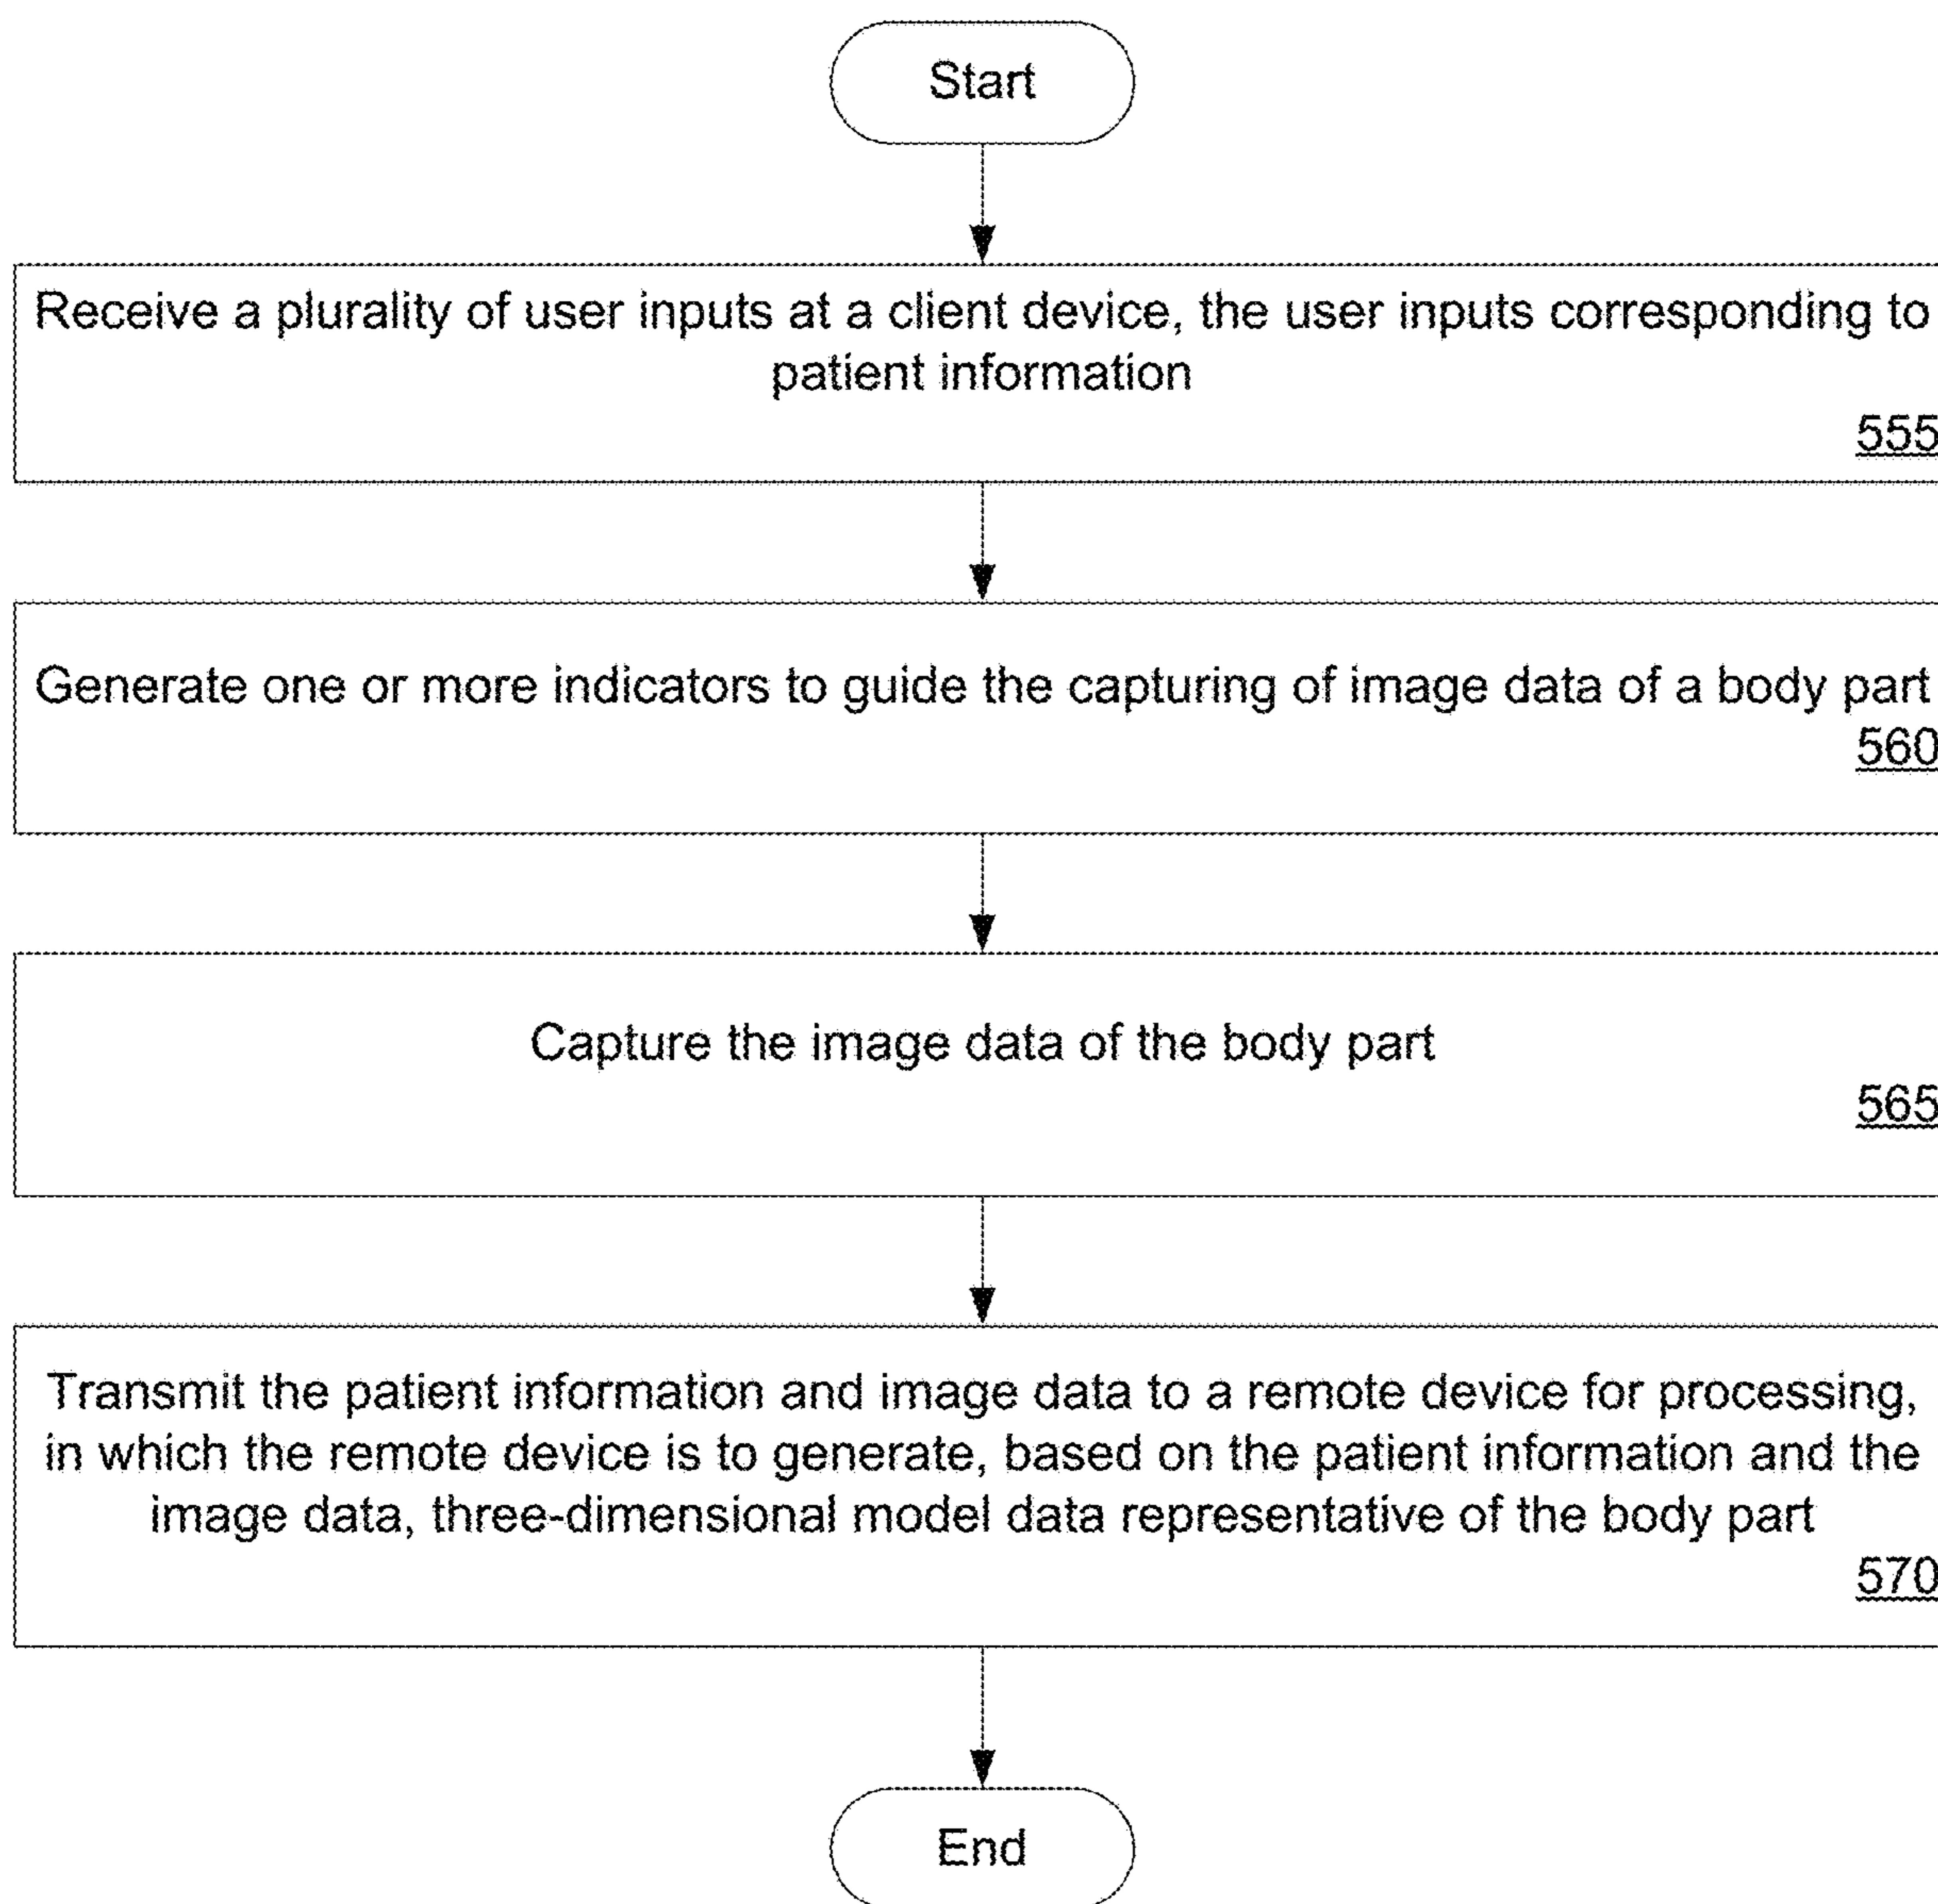 Start
Receive a plurality of user inputs at a client device, the user inputs corresponding to
patient information
555
Generate one or more indicators to guide the capturing of image data of a body part
560
Capture the image data of the body part
565
Transmit the patient information and image data to a remote device for processing,
in which the remote device is to generate, based on the patient information and the
image data, three-dimensional model data representative of the body part
570
End